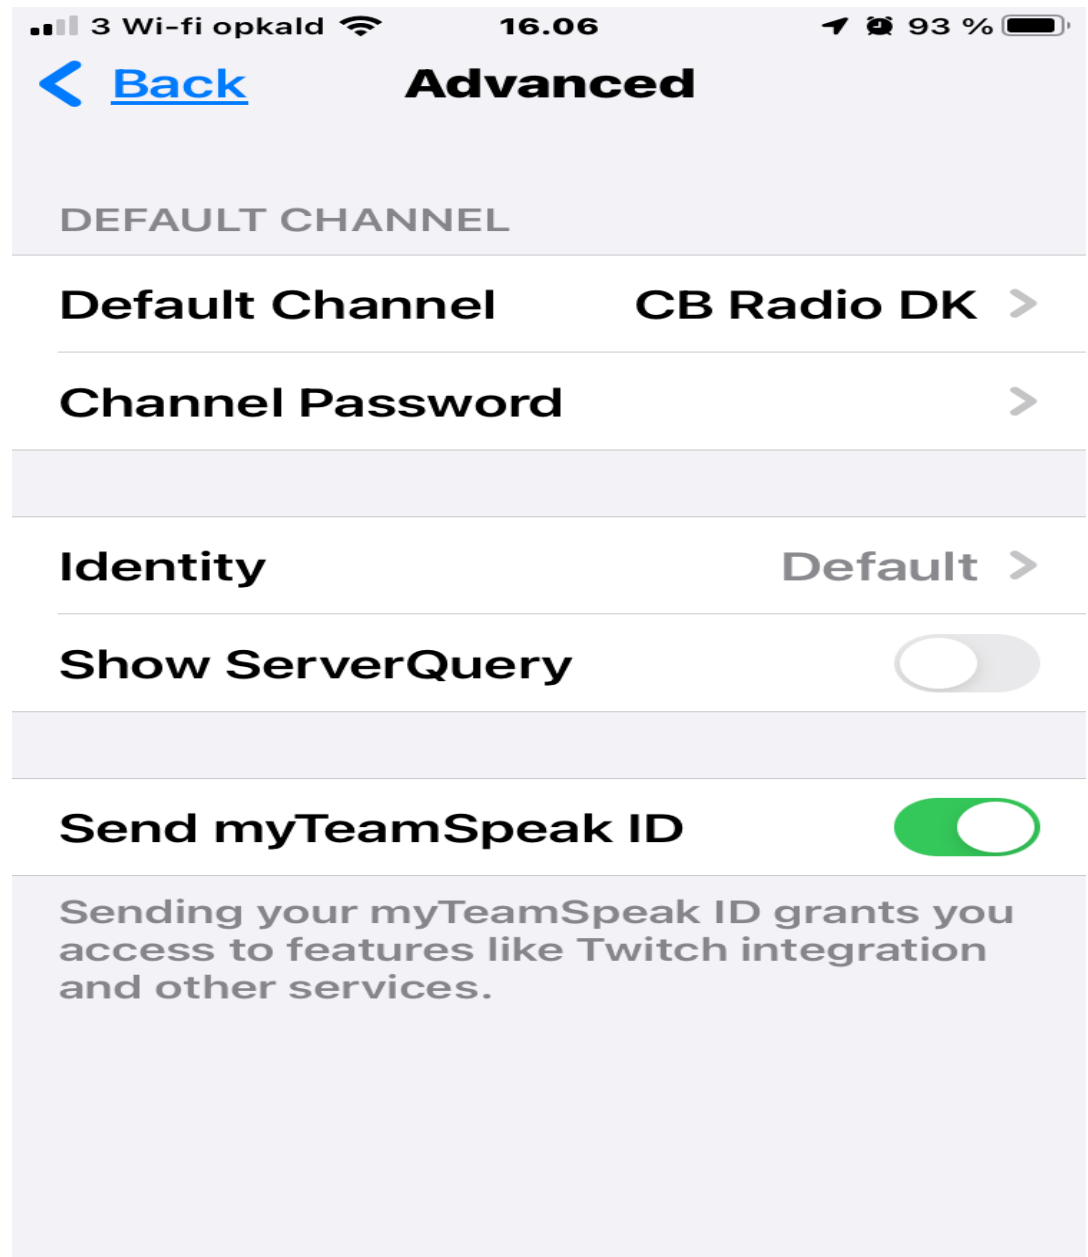 3 Wi-fi opkald 16.06 93 %
Back Advanced
DEFAULT CHANNEL
Default Channel CB Radio DK
Channel Password
Identity Default
Show ServerQuery
Send myTeamSpeak ID
Sending your myTeamSpeak ID grants you
access to features like Twitch integration
and other services.